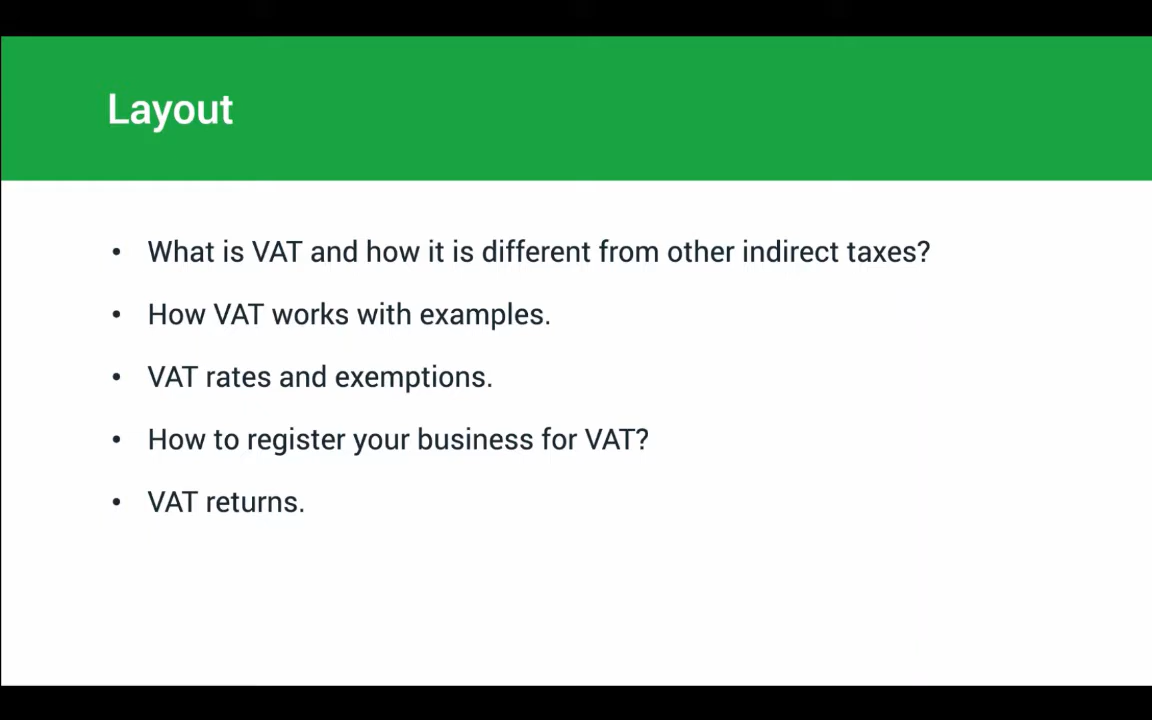 Layout
• What is VAT and how it is different from other indirect taxes?
• How VAT works with examples.
• VAT rates and exemptions.
• How to register your business for VAT?
• VAT returns.